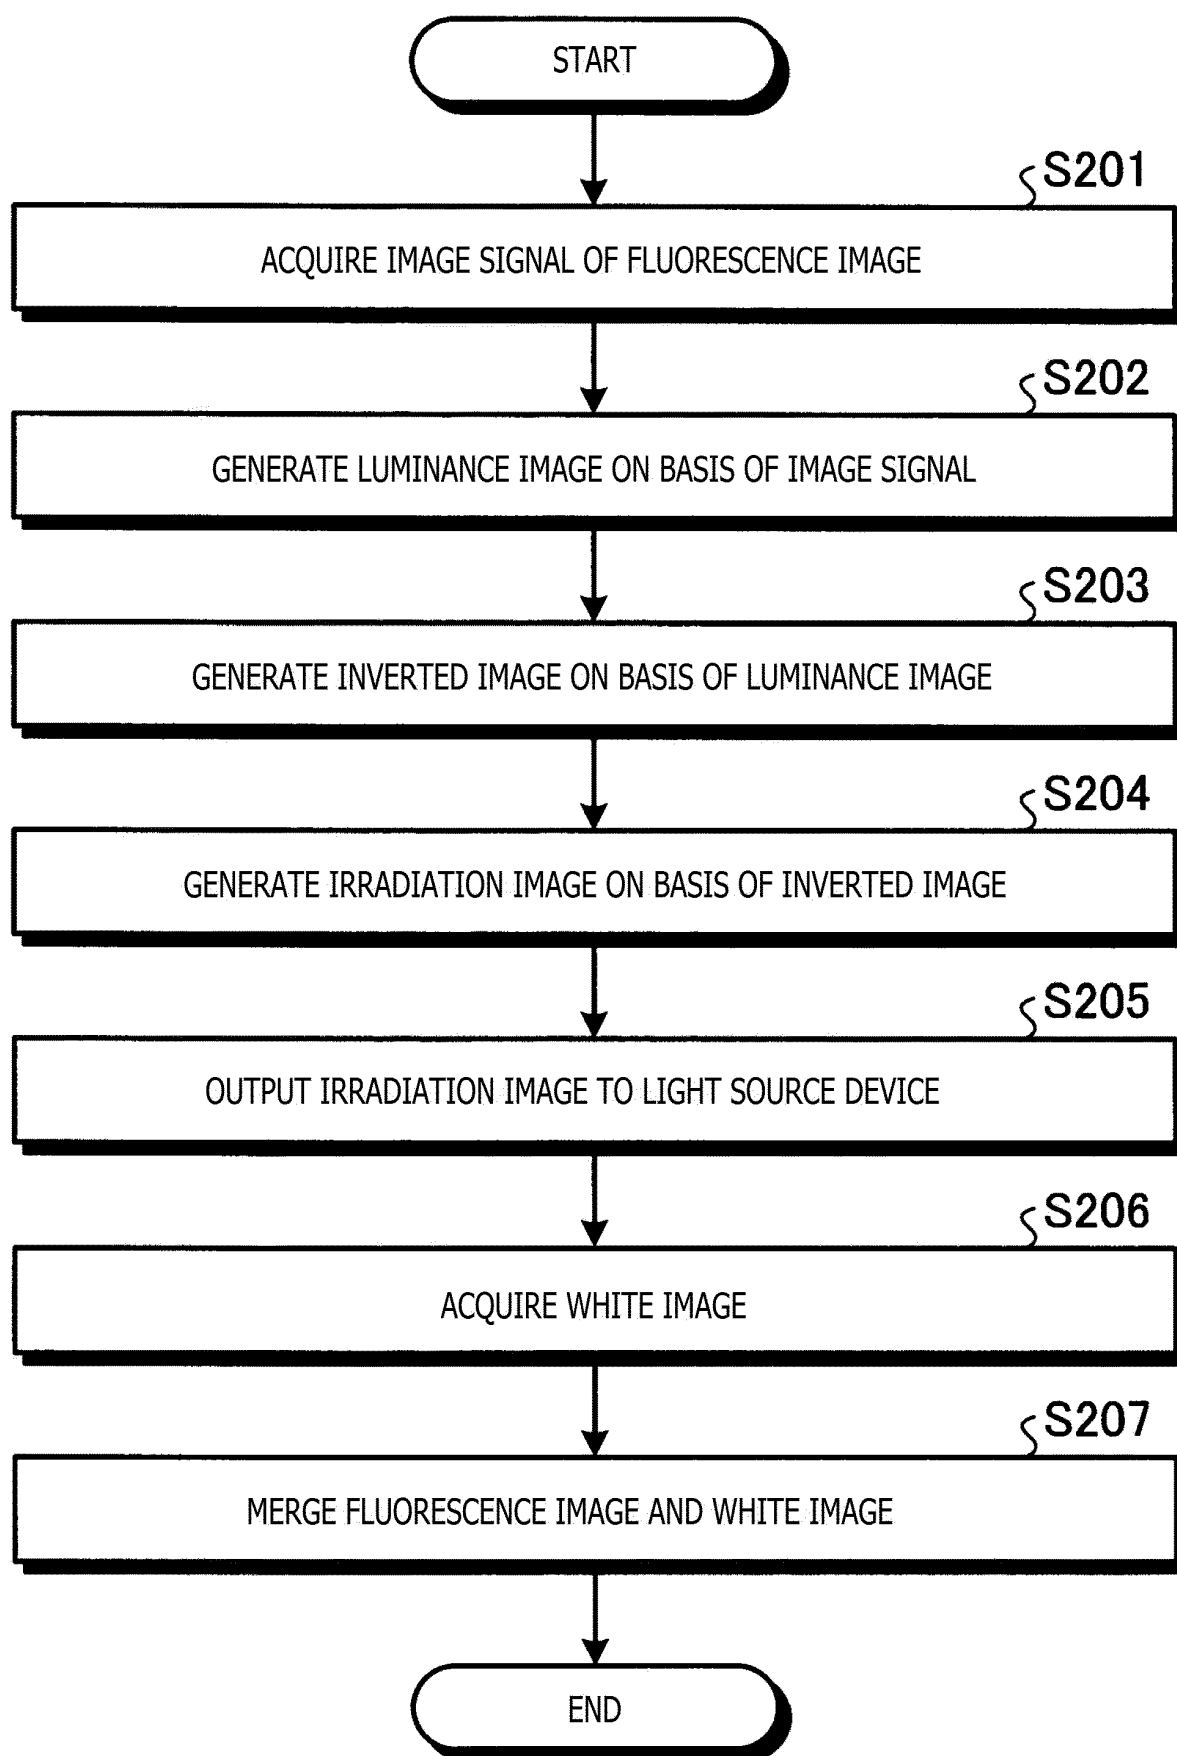 START
S201
ACQUIRE IMAGE SIGNAL OF FLUORESCENCE IMAGE
S202
GENERATE LUMINANCE IMAGE ON BASIS OF IMAGE SIGNAL
S203
GENERATE INVERTED IMAGE ON BASIS OF LUMINANCE IMAGE
S204
GENERATE IRRADIATION IMAGE ON BASIS OF INVERTED IMAGE
S205
OUTPUT IRRADIATION IMAGE TO LIGHT SOURCE DEVICE
S206
ACQUIRE WHITE IMAGE
S207
MERGE FLUORESCENCE IMAGE AND WHITE IMAGE
END